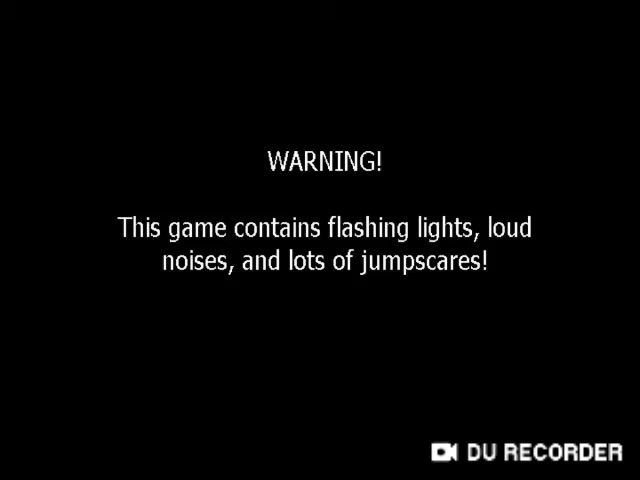 WARNING!
This game contains flashing lights, loud
noises, and lots of jumpscares!
DU RECORDER